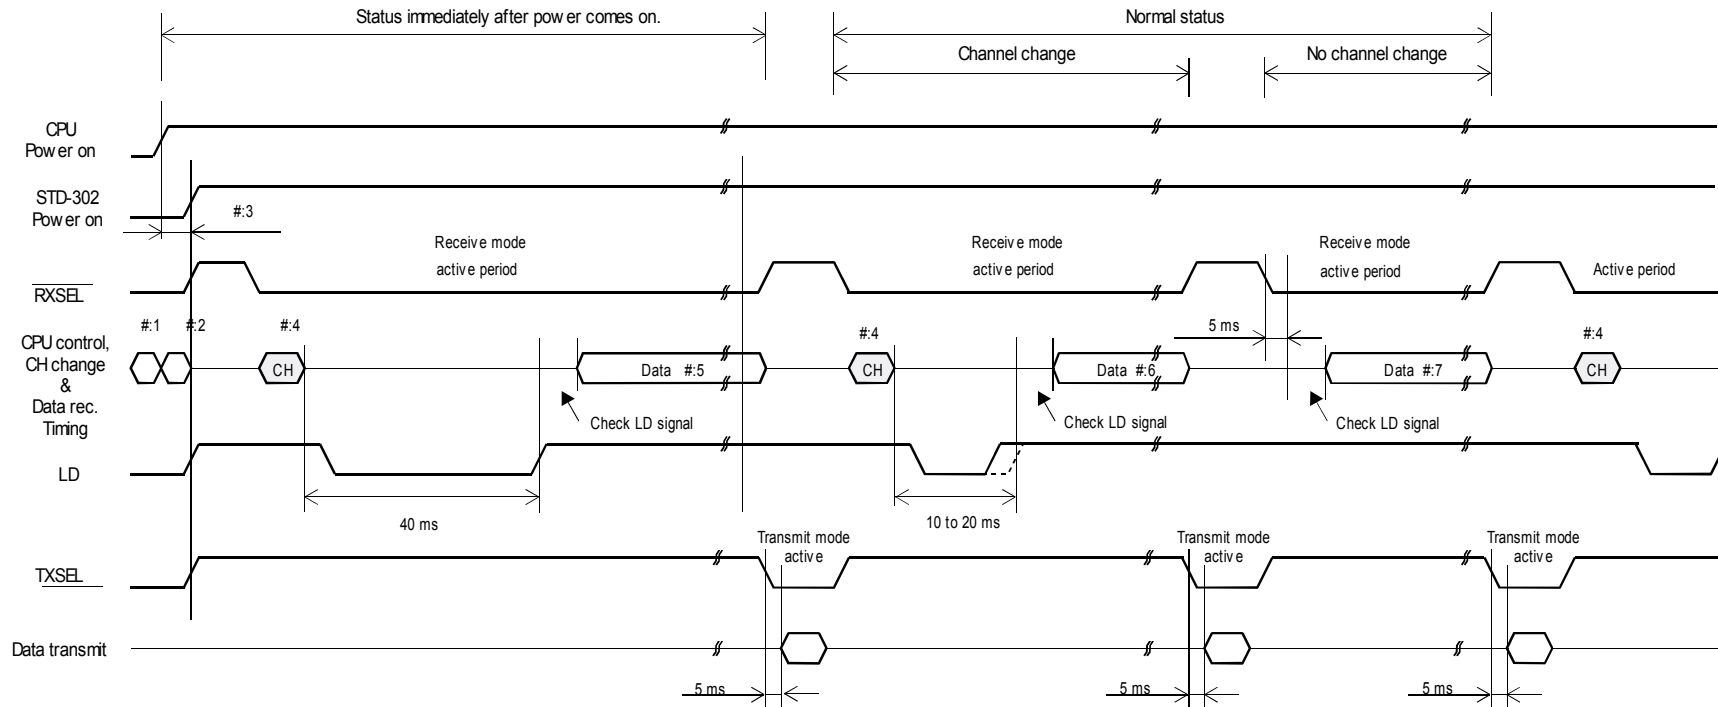 Status immediately after power comes on.
Normal status
Channel change
No channel change
CPU
Power on
STD-302
Power on
#:3
Receive mode
active period
Receive mode
active period
Receive mode
active period
Active period
RXSEL
#:1
#:2
#:4
#:4
5 ms
#:4
CPU control,
CH change
&
Data rec.
Timing
CH
Data #:5
CH
Data #:6
Data #:7
CH
Check LD signal
Check LD signal
Check LD signal
LD
40 ms
10 to 20 ms
Transmit mode
active
Transmit mode
active
Transmit mode
active
TXSEL
Data transmit
5 ms
5 ms
5 ms